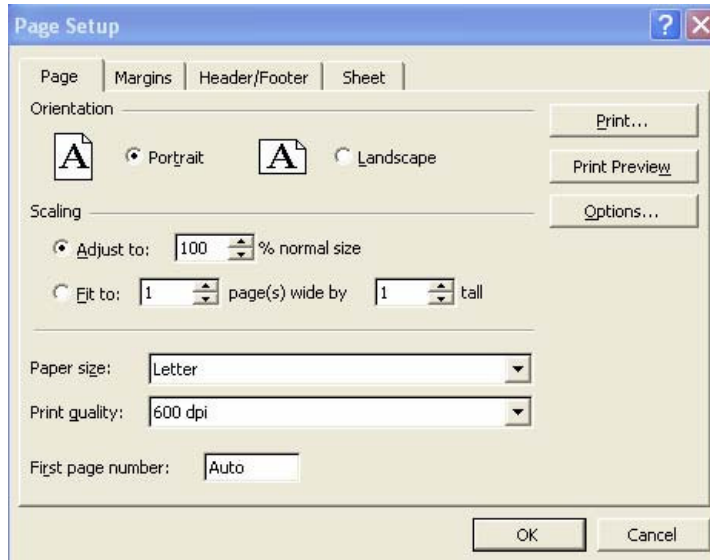 Page Setup
Page Margins Header/Footer Sheet
Orientation
A Portrait A Landscape
Print...
Print Preview
Scaling
Options...
Adjust to: 100 % normal size
Fit to: 1 page(s) wide by 1 tall
Paper size: Letter
Print quality: 600 dpi
First page number: Auto
OK Cancel